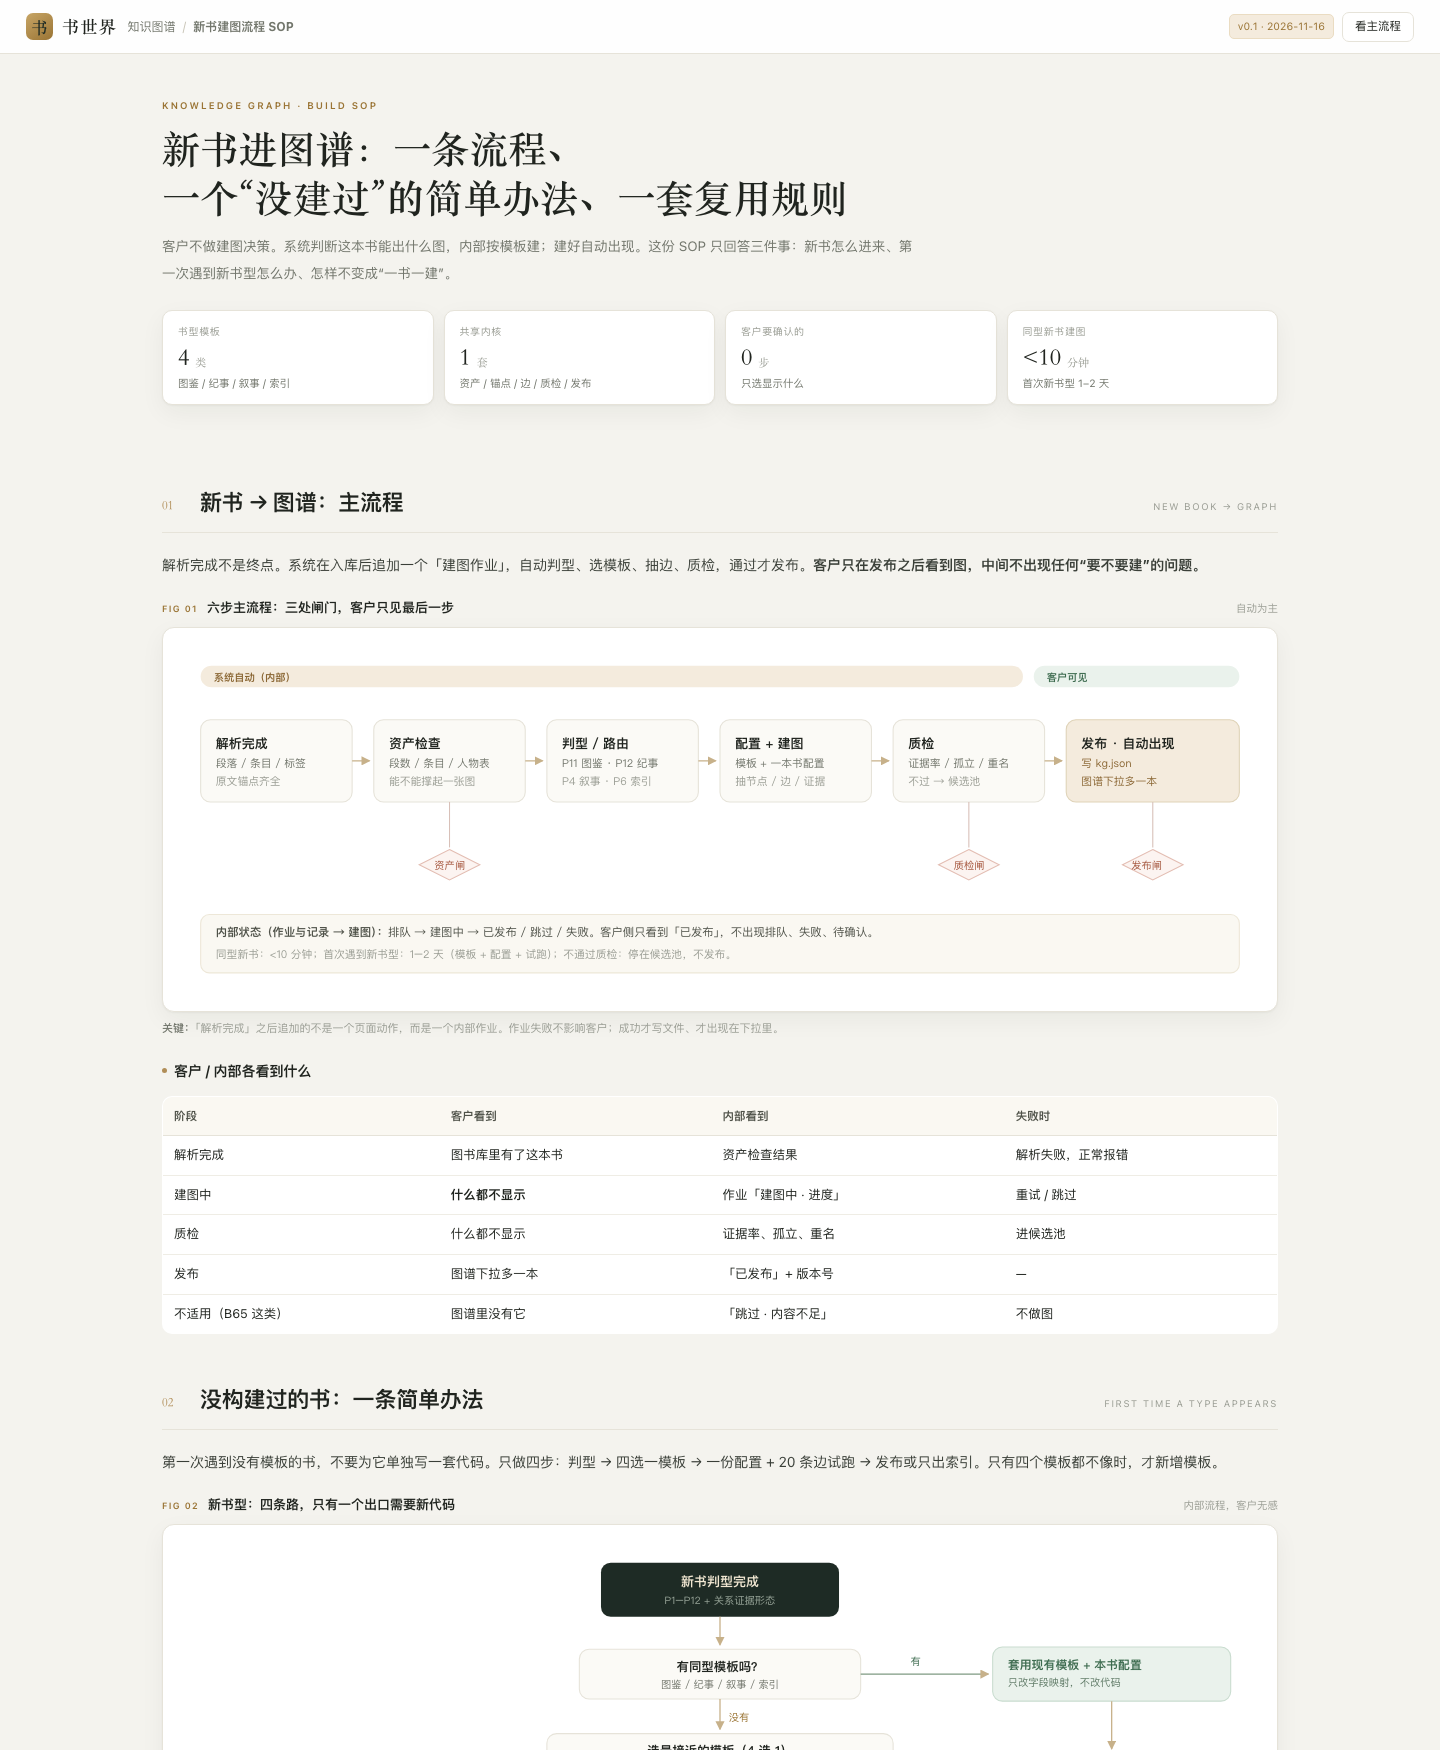 书 书世界 知识图谱 / 新书建图流程 SOP
v0.1 · 2026-11-16
看主流程
KNOWLEDGE GRAPH · BUILD SOP
新书进图谱：一条流程、
一个“没建过”的简单办法、一套复用规则
客户不做建图决策。系统判断这本书能出什么图，内部按模板建；建好自动出现。这份 SOP 只回答三件事：新书怎么进来、第
一次遇到新书型怎么办、怎样不变成“一书一建”。
书型模板
4 类
图鉴 / 纪事 / 叙事 / 索引
共享内核
1 套
资产 / 锚点 / 边 / 质检 / 发布
客户要确认的
0 步
只选显示什么
同型新书建图
<10 分钟
首次新书型 1–2 天
01 新书 → 图谱：主流程
NEW BOOK → GRAPH
解析完成不是终点。系统在入库后追加一个「建图作业」，自动判型、选模板、抽边、质检，通过才发布。客户只在发布之后看到图，中间不出现任何“要不要建”的问题。
FIG 01 六步主流程：三处闸门，客户只见最后一步
自动为主
系统自动（内部）
客户可见
解析完成
段落 / 条目 / 标签
原文锚点齐全
资产检查
段数 / 条目 / 人物表
能不能撑起一张图
判型 / 路由
P11 图鉴 · P12 纪事
P4 叙事 · P6 索引
配置 + 建图
模板 + 一本书配置
抽节点 / 边 / 证据
质检
证据率 / 孤立 / 重名
不过 → 候选池
发布 · 自动出现
写 kg.json
图谱下拉多一本
资产闸
质检闸
发布闸
内部状态（作业与记录 → 建图）：排队 → 建图中 → 已发布 / 跳过 / 失败。客户侧只看到「已发布」，不出现排队、失败、待确认。
同型新书：<10 分钟；首次遇到新书型：1–2 天（模板 + 配置 + 试跑）；不通过质检：停在候选池，不发布。
关键：「解析完成」之后追加的不是一个页面动作，而是一个内部作业。作业失败不影响客户；成功才写文件、才出现在下拉里。
客户 / 内部各看到什么
阶段 客户看到 内部看到 失败时
解析完成 图书库里有了这本书 资产检查结果 解析失败，正常报错
建图中 什么都不显示 作业「建图中 · 进度」 重试 / 跳过
质检 什么都不显示 证据率、孤立、重名 进候选池
发布 图谱下拉多一本 「已发布」+ 版本号 —
不适用（B65 这类） 图谱里没有它 「跳过 · 内容不足」 不做图
02 没构建过的书：一条简单办法
FIRST TIME A TYPE APPEARS
第一次遇到没有模板的书，不要为它单独写一套代码。只做四步：判型 → 四选一模板 → 一份配置 + 20 条边试跑 → 发布或只出索引。只有四个模板都不像时，才新增模板。
FIG 02 新书型：四条路，只有一个出口需要新代码
内部流程，客户无感
新书判型完成
P1–P12 + 关系证据形态
有同型模板吗?
图鉴 / 纪事 / 叙事 / 索引
有
套用现有模板 + 本书配置
只改字段映射，不改代码
没有
选最接近的模板（4 选 1）